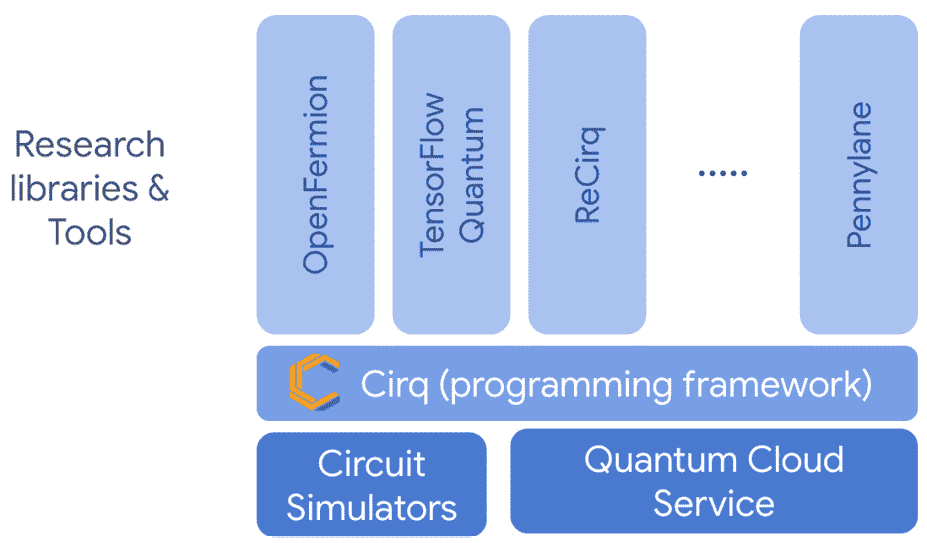 Research
libraries &
Tools
OpenFermion
TensorFlow
Quantum
ReCirq
.....
Pennylane
Cirq (programming framework)
Circuit
Simulators
Quantum Cloud
Service